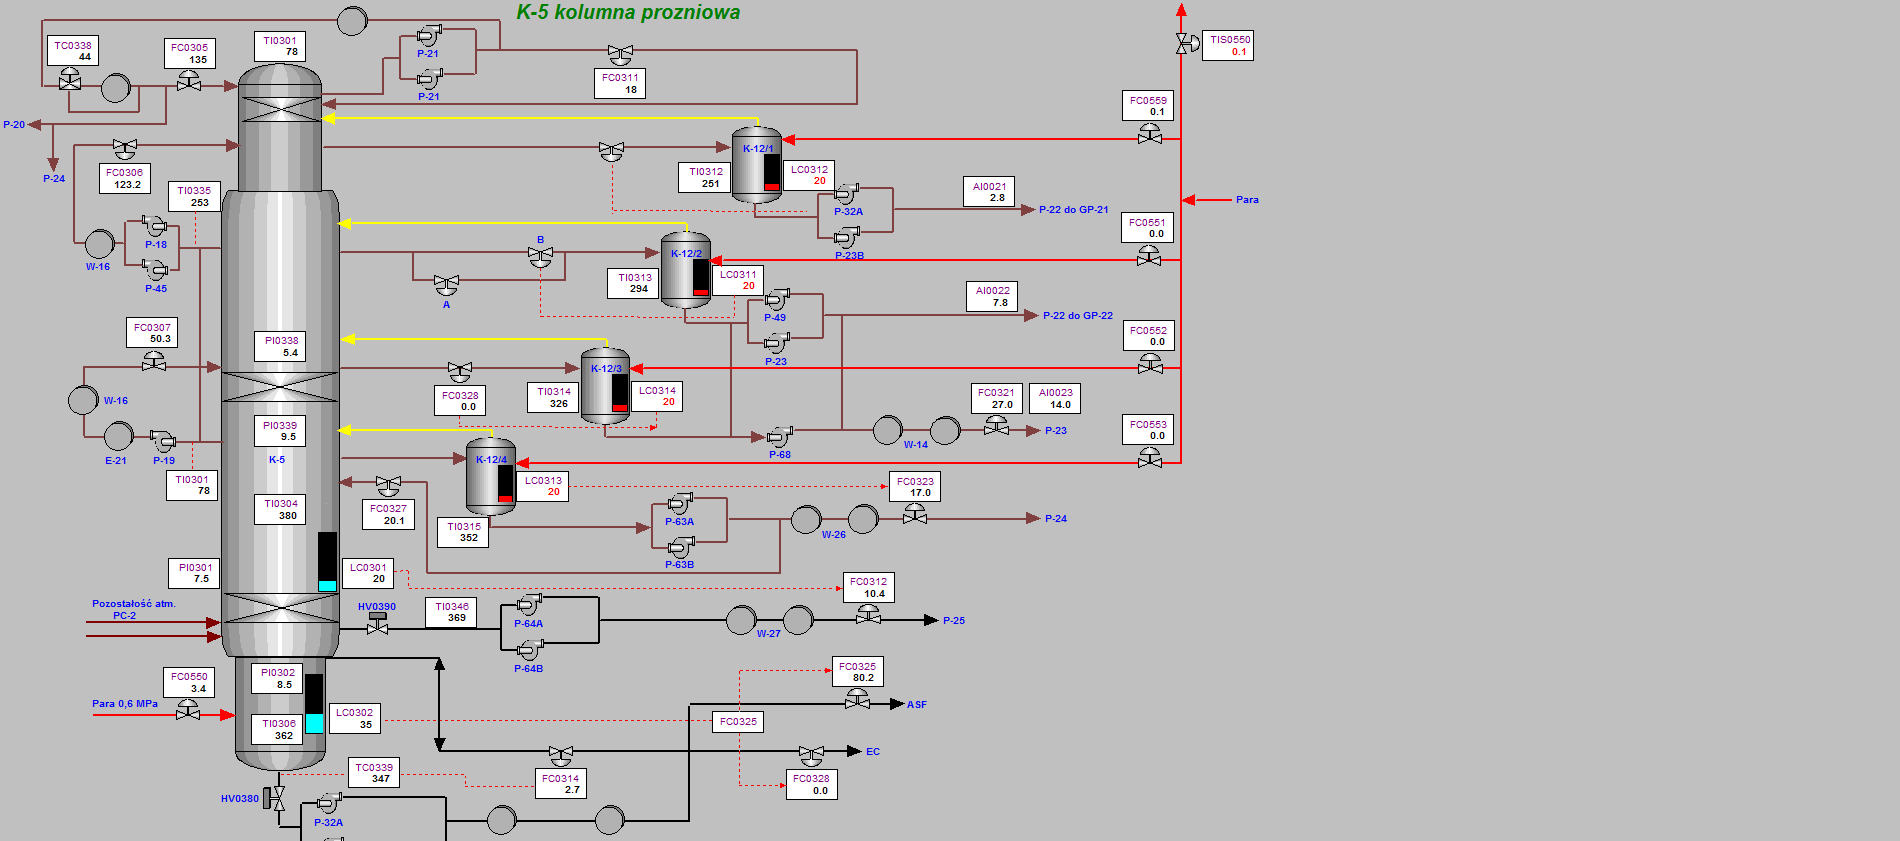 K-5 kolumna prozniowa
TC0338
44
FC0305
135
TI0301
78
P-21
P-21
FC0311
18
TIS0550
0.1
P-20
P-24
FC0306
123.2
TI0335
253
FC0559
0.1
K-12/1
TI0312
251
LC0312
20
P-32A
P-23B
AI0021
2.8
P-22 do GP-21
Para
P-18
W-16
P-45
B
A
K-12/2
TI0313
294
LC0311
20
FC0551
0.0
P-49
P-23
AI0022
7.8
P-22 do GP-22
FC0307
50.3
PI0338
5.4
FC0552
0.0
K-12/3
TI0314
326
LC0314
20
FC0328
0.0
W-16
E-21
P-19
PI0339
9.5
K-5
FC0321
27.0
AI0023
14.0
P-68
W-14
P-23
FC0553
0.0
K-12/4
TI0301
78
TI0304
380
FC0327
20.1
TI0315
352
LC0313
20
FC0323
17.0
P-63A
P-63B
W-26
P-24
PI0301
7.5
LC0301
20
FC0312
10.4
Pozostałość atm.
PC-2
HV0390
TI0346
369
P-64A
P-64B
W-27
P-25
FC0550
3.4
Para 0,6 MPa
PI0302
8.5
TI0306
362
LC0302
35
FC0325
80.2
FC0325
ASF
EC
TC0339
347
FC0314
2.7
FC0328
0.0
HV0380
P-32A